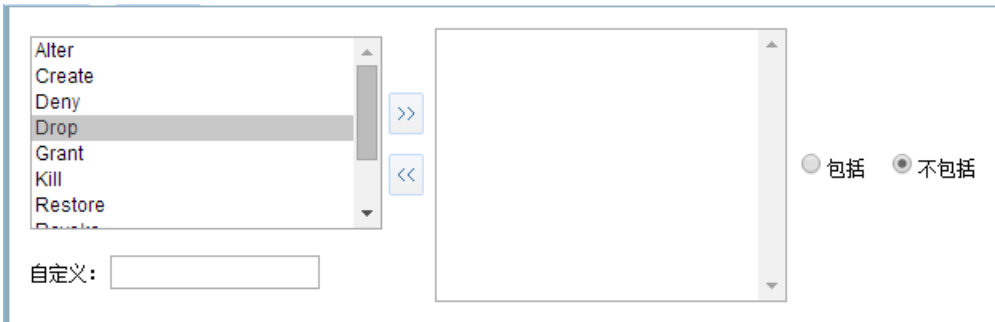 Alter
Create
Deny
Drop
Grant
Kill
Restore
>>
<<
包括
不包括
自定义：